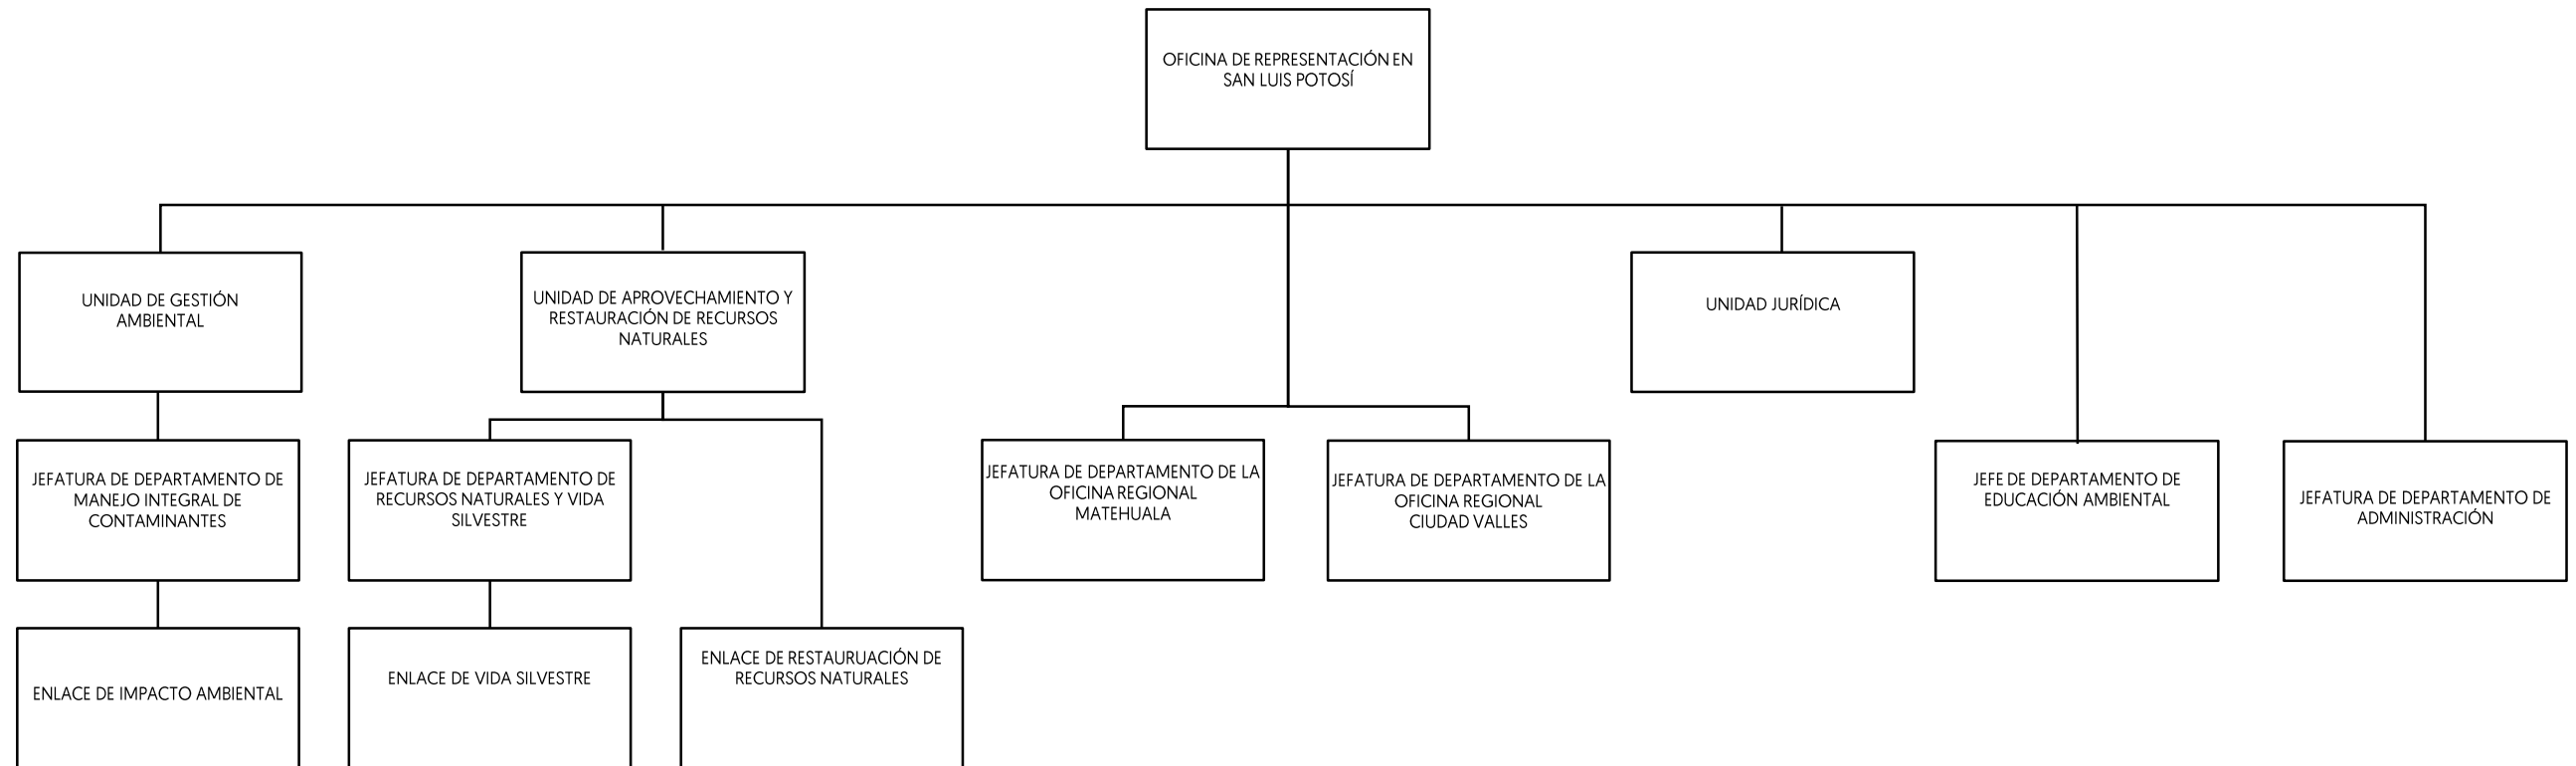 OFICINA DE REPRESENTACIÓN EN
SAN LUIS POTOSÍ
UNIDAD DE GESTIÓN
AMBIENTAL
UNIDAD DE APROVECHAMIENTO Y
RESTAURACIÓN DE RECURSOS
NATURALES
UNIDAD JURÍDICA
JEFATURA DE DEPARTAMENTO DE
MANEJO INTEGRAL DE
CONTAMINANTES
JEFATURA DE DEPARTAMENTO DE
RECURSOS NATURALES Y VIDA
SILVESTRE
JEFATURA DE DEPARTAMENTO DE LA
OFICINA REGIONAL
MATEHUALA
JEFATURA DE DEPARTAMENTO DE LA
OFICINA REGIONAL
CIUDAD VALLES
JEFE DE DEPARTAMENTO DE
EDUCACIÓN AMBIENTAL
JEFATURA DE DEPARTAMENTO DE
ADMINISTRACIÓN
ENLACE DE IMPACTO AMBIENTAL
ENLACE DE VIDA SILVESTRE
ENLACE DE RESTAURUACIÓN DE
RECURSOS NATURALES